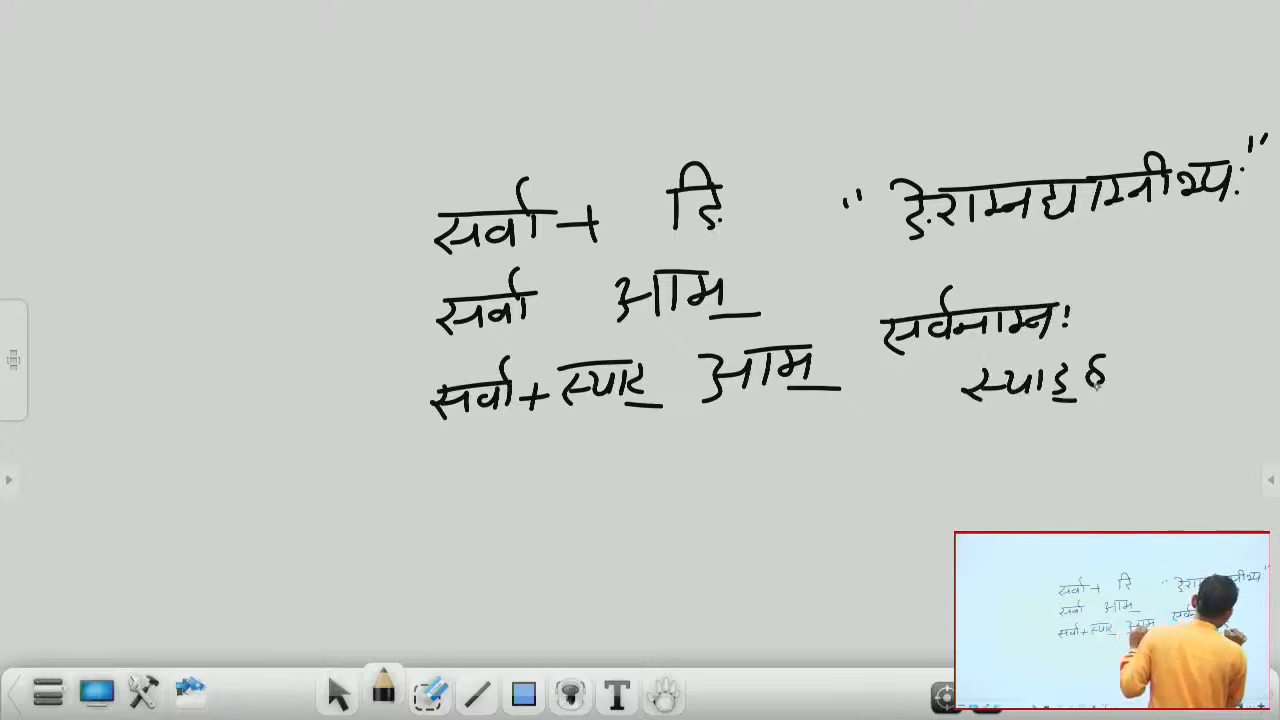 सर्वा + ङि " ङेराम्नद्याम्नीभ्यः "
सर्वा आम्
सर्वनाम्नः
सर्वा + स्याट् आम्
स्याड्ढ